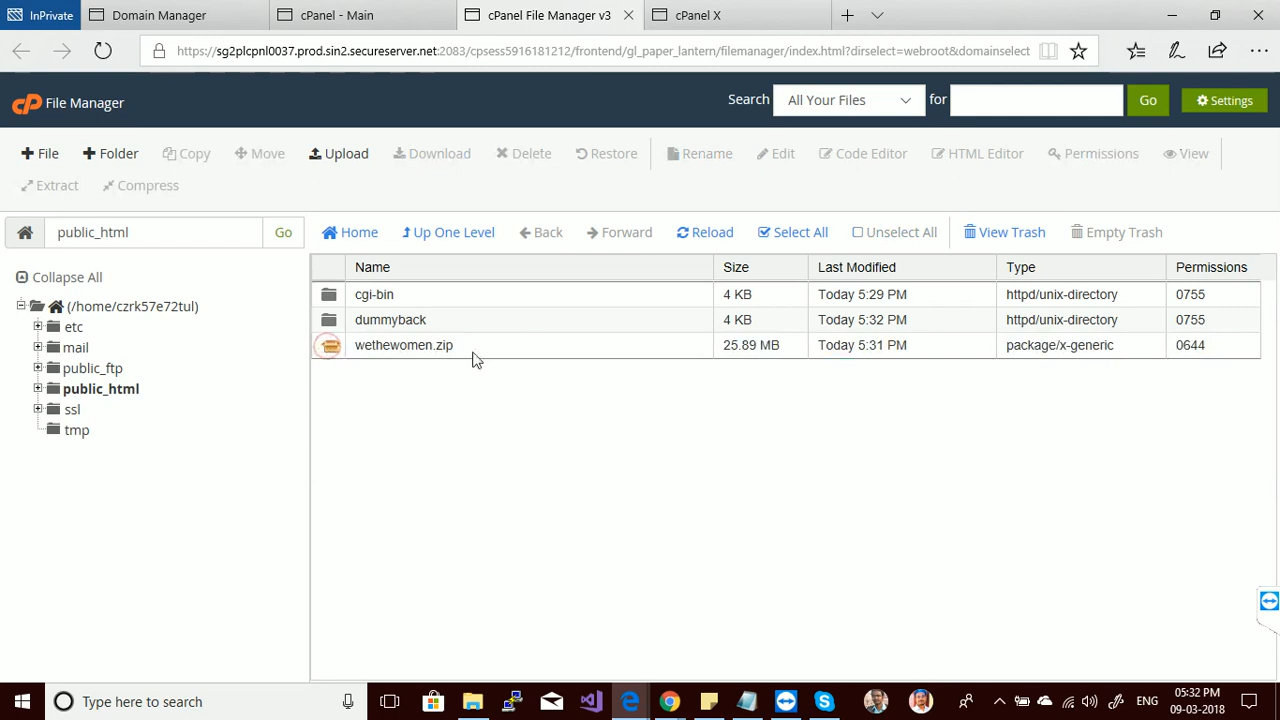 InPrivate Domain Manager cPanel - Main cPanel File Manager v3 cPanel X
https://sg2plcpnl0037.prod.sin2.secureserver.net:2083/cpsess5916181212/frontend/gl_paper_lantern/filemanager/index.html?dirselect=webroot&domainselect
cP File Manager Search All Your Files for Go Settings
File Folder Copy Move Upload Download Delete Restore Rename Edit Code Editor HTML Editor Permissions View
Extract Compress
public_html Go Home Up One Level Back Forward Reload Select All Unselect All View Trash Empty Trash
Collapse All
(/home/czrk57e72tul)
etc
mail
public_ftp
public_html
ssl
tmp
Name Size Last Modified Type Permissions
cgi-bin 4 KB Today 5:29 PM httpd/unix-directory 0755
dummyback 4 KB Today 5:32 PM httpd/unix-directory 0755
wethewomen.zip 25.89 MB Today 5:31 PM package/x-generic 0644
Type here to search ENG 05:32 PM
09-03-2018